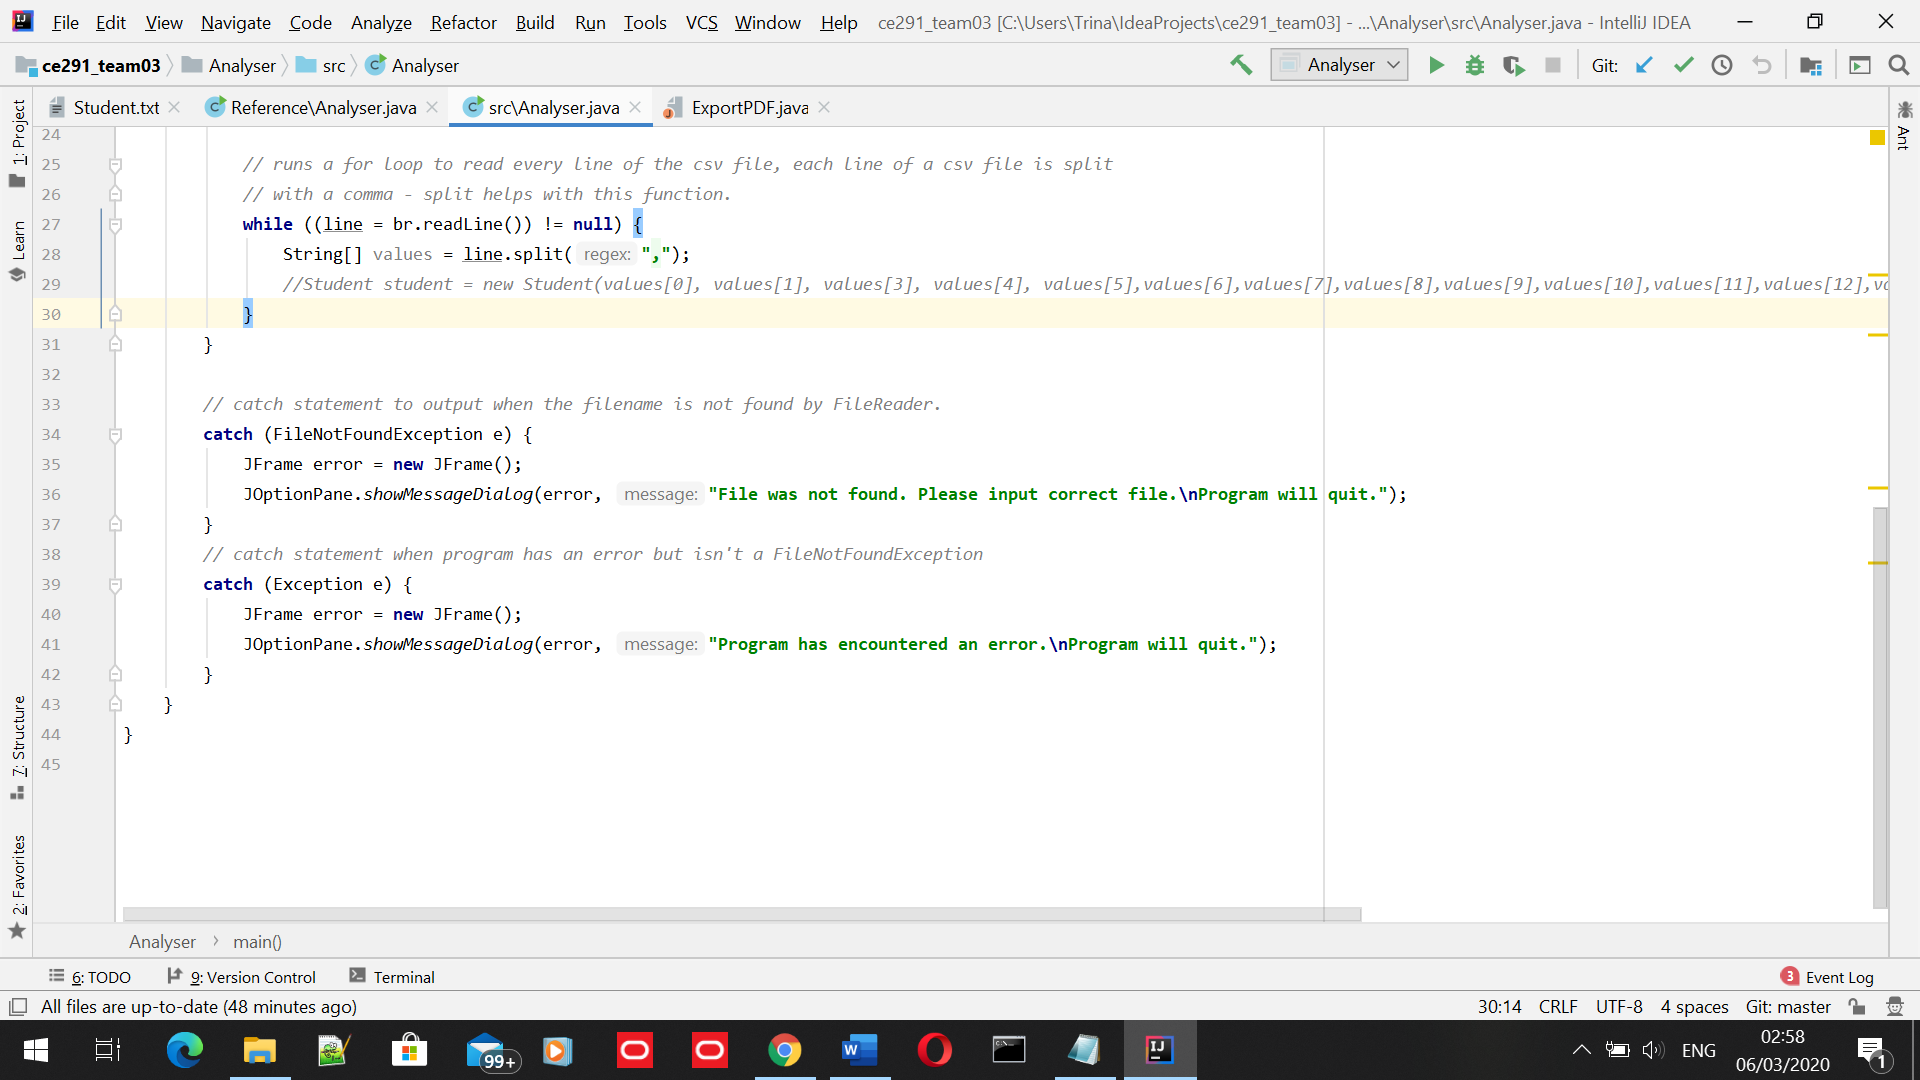 File Edit View Navigate Code Analyze Refactor Build Run Tools VCS Window Help ce291_team03 [C:\Users\Trina\IdeaProjects\ce291_team03] - ...\Analyser\src\Analyser.java - IntelliJ IDEA
ce291_team03 Analyser src Analyser Analyser Git:
Student.txt Reference\Analyser.java src\Analyser.java ExportPDF.java
1: Project
Learn
7: Structure
2: Favorites
Ant
24
25 // runs a for loop to read every line of the csv file, each line of a csv file is split
26 // with a comma - split helps with this function.
27 while ((line = br.readLine()) != null) {
28 String[] values = line.split( regex: ",");
29 //Student student = new Student(values[0], values[1], values[3], values[4], values[5],values[6],values[7],values[8],values[9],values[10],values[11],values[12],va
30 }
31 }
32
33 // catch statement to output when the filename is not found by FileReader.
34 catch (FileNotFoundException e) {
35 JFrame error = new JFrame();
36 JOptionPane.showMessageDialog(error, message: "File was not found. Please input correct file.\nProgram will quit.");
37 }
38 // catch statement when program has an error but isn't a FileNotFoundException
39 catch (Exception e) {
40 JFrame error = new JFrame();
41 JOptionPane.showMessageDialog(error, message: "Program has encountered an error.\nProgram will quit.");
42 }
43 }
44 }
45
Analyser › main()
6: TODO 9: Version Control Terminal 3 Event Log
All files are up-to-date (48 minutes ago) 30:14 CRLF UTF-8 4 spaces Git: master
99+ ENG 02:58
06/03/2020 1